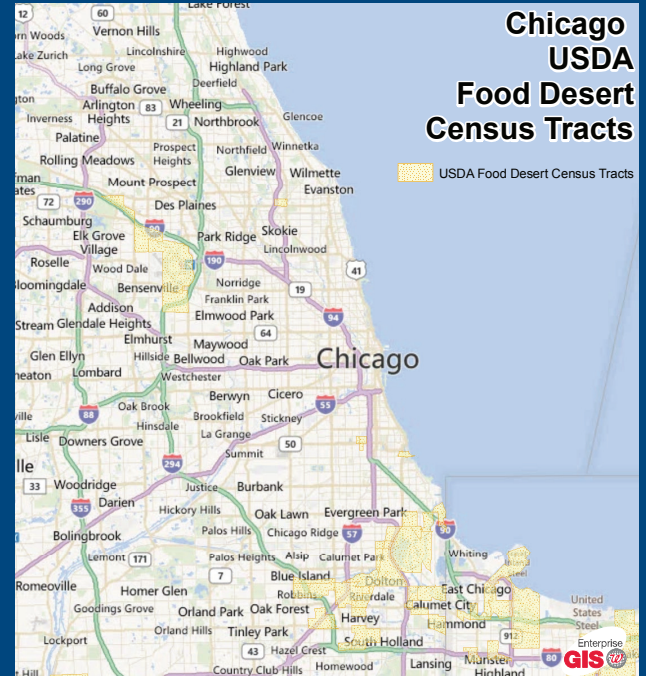 Chicago
USDA
Food Desert
Census Tracts
USDA Food Desert Census Tracts
12
60
Lake Forest
Vernon Hills
Lincolnshire
Highwood
Lake Zurich
Long Grove
Highland Park
Deerfield
Buffalo Grove
Arlington
Heights
83
Wheeling
Glencoe
Inverness
21
Northbrook
Palatine
Prospect
Heights
Northfield
Winnetka
Rolling Meadows
Glenview
Wilmette
Mount Prospect
Evanston
72
290
Des Plaines
Schaumburg
90
Elk Grove
Village
Park Ridge
Skokie
Lincolnwood
Roselle
Wood Dale
190
41
Bloomingdale
Bensenville
Norridge
19
Franklin Park
Addison
Elmwood Park
94
Stream
Glendale Heights
64
Elmhurst
Maywood
Chicago
Glen Ellyn
Hillside
Bellwood
Oak Park
Lombard
Westchester
Berwyn
Cicero
55
88
Oak Brook
Brookfield
Stickney
Hinsdale
La Grange
Lisle
Downers Grove
50
294
Summit
33
Woodridge
Justice
Burbank
355
Darien
Hickory Hills
Oak Lawn
Evergreen Park
Bolingbrook
Palos Hills
Chicago Ridge
57
90
Whiting
Lemont
171
Palos Heights
Alsip
Calumet Park
Steel
7
Blue Island
Dolton
Romeoville
Homer Glen
Robbins
Riverdale
East Chicago
Goodings Grove
Orland Park
Oak Forest
Calumet City
United
States
Steel
Harvey
Hammond
Orland Hills
Tinley Park
912
Lockport
South Holland
43
Hazel Crest
80
Country Club Hills
Homewood
Lansing
Munster
Highland
Enterprise
GIS